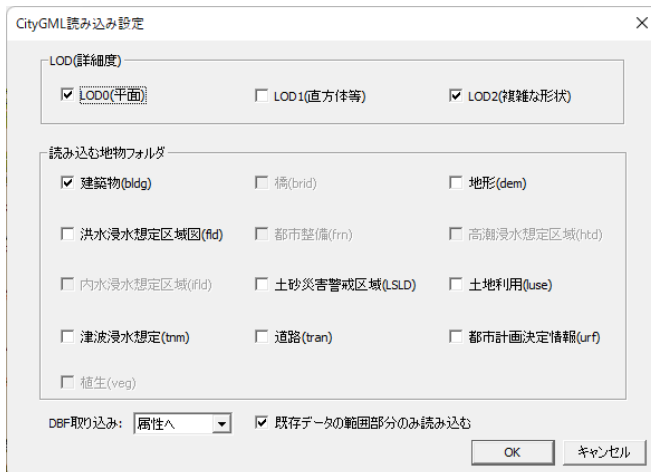 CityGML読み込み設定
LOD(詳細度)
LOD0(平面) LOD1(直方体等) LOD2(複雑な形状)
読み込む地物フォルダ
建築物(bldg) 橋(brid) 地形(dem)
洪水浸水想定区域図(fld) 都市整備(frn) 高潮浸水想定区域(htd)
内水浸水想定区域(ifld) 土砂災害警戒区域(LSLD) 土地利用(luse)
津波浸水想定(tnm) 道路(tran) 都市計画決定情報(urf)
植生(veg)
DBF取り込み: 属性へ 既存データの範囲部分のみ読み込む
OK キャンセル